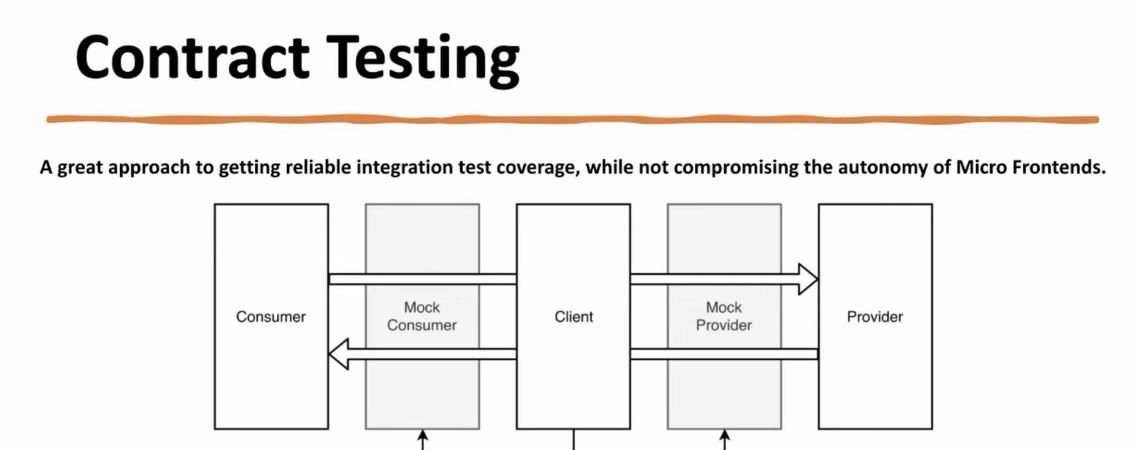 Contract Testing
A great approach to getting reliable integration test coverage, while not compromising the autonomy of Micro Frontends.
Consumer
Mock
Consumer
Client
Mock
Provider
Provider